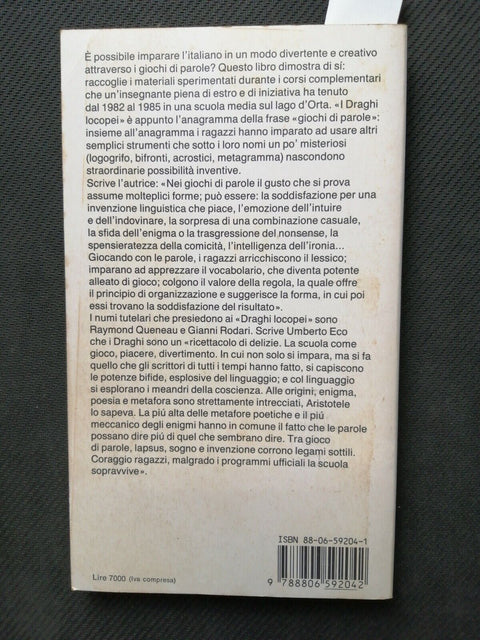 È possibile imparare l'italiano in un modo divertente e creativo
attraverso i giochi di parole? Questo libro dimostra di sí:
raccoglie i materiali sperimentati durante i corsi complementari
che un'insegnante piena di estro e di iniziativa ha tenuto
dal 1982 al 1985 in una scuola media sul lago d'Orta. «I Draghi
locopei» è appunto l'anagramma della frase «giochi di parole»:
insieme all'anagramma i ragazzi hanno imparato ad usare altri
semplici strumenti che sotto i loro nomi un po' misteriosi
(logogrifo, bifronti, acrostici, metagramma) nascondono
straordinarie possibilità inventive.
Scrive l'autrice: «Nei giochi di parole il gusto che si prova
assume molteplici forme; può essere: la soddisfazione per una
invenzione linguistica che piace, l'emozione dell'intuire
e dell'indovinare, la sorpresa di una combinazione casuale,
la sfida dell'enigma o la trasgressione del nonsense, la
spensieratezza della comicità, l'intelligenza dell'ironia...
Giocando con le parole, i ragazzi arricchiscono il lessico;
imparano ad apprezzare il vocabolario, che diventa potente
alleato di gioco; colgono il valore della regola, la quale offre
il principio di organizzazione e suggerisce la forma, in cui poi
essi trovano la soddisfazione del risultato».
I numi tutelari che presiedono ai «Draghi locopei» sono
Raymond Queneau e Gianni Rodari. Scrive Umberto Eco
che i Draghi sono un «ricettacolo di delizie. La scuola come
gioco, piacere, divertimento. In cui non solo si impara, ma si fa
quello che gli scrittori di tutti i tempi hanno fatto, si capiscono
le potenze bifide, esplosive del linguaggio; e col linguaggio
si esplorano i meandri della coscienza. Alle origini, enigma,
poesia e metafora sono strettamente intrecciati, Aristotele
lo sapeva. La piú alta delle metafore poetiche e il piú
meccanico degli enigmi hanno in comune il fatto che le parole
possano dire piú di quel che sembrano dire. Tra gioco
di parole, lapsus, sogno e invenzione corrono legami sottili.
Coraggio ragazzi, malgrado i programmi ufficiali la scuola
sopravvive».
ISBN 88-06-59204-1
Lire 7000 (Iva compresa)
9 788806 592042